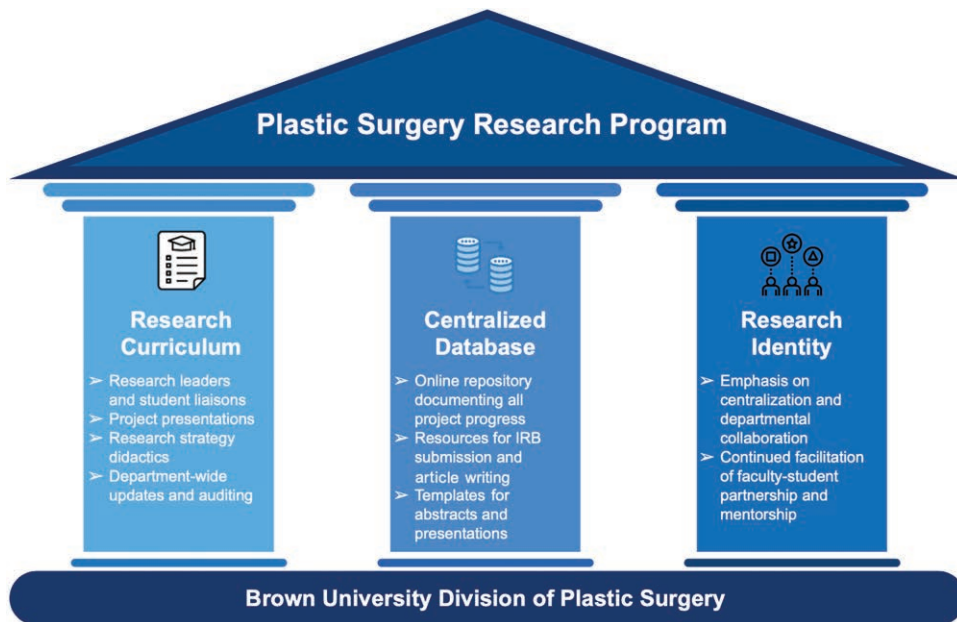 Plastic Surgery Research Program
Research
Curriculum
➢ Research leaders
and student liaisons
➢ Project presentations
➢ Research strategy
didactics
➢ Department-wide
updates and auditing
Centralized
Database
➢ Online repository
documenting all
project progress
➢ Resources for IRB
submission and
article writing
➢ Templates for
abstracts and
presentations
Research
Identity
➢ Emphasis on
centralization and
departmental
collaboration
➢ Continued facilitation
of faculty-student
partnership and
mentorship
Brown University Division of Plastic Surgery